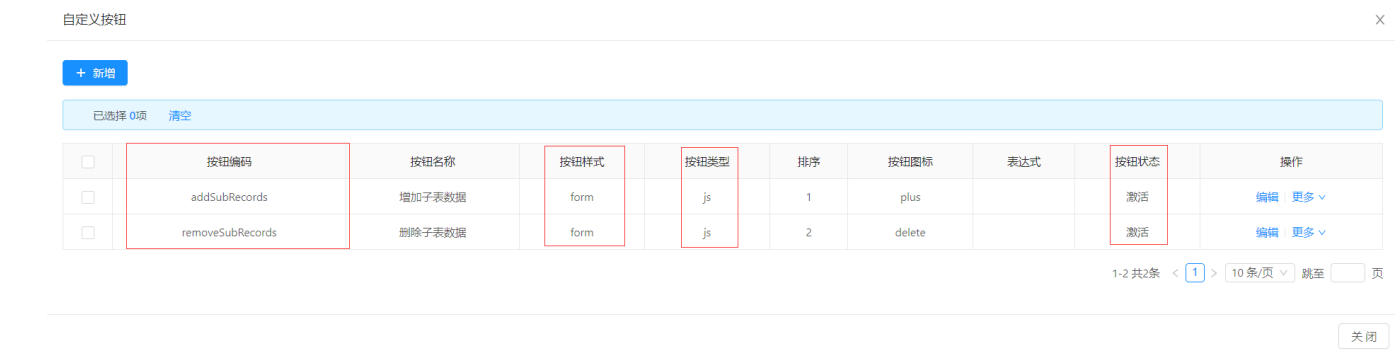 自定义按钮
+ 新增
已选择 0项 清空
按钮编码 按钮名称 按钮样式 按钮类型 排序 按钮图标 表达式 按钮状态 操作
addSubRecords 增加子表数据 form js 1 plus 激活 编辑 更多
removeSubRecords 删除子表数据 form js 2 delete 激活 编辑 更多
1-2 共2条 < 1 > 10 条/页 跳至 页
关 闭